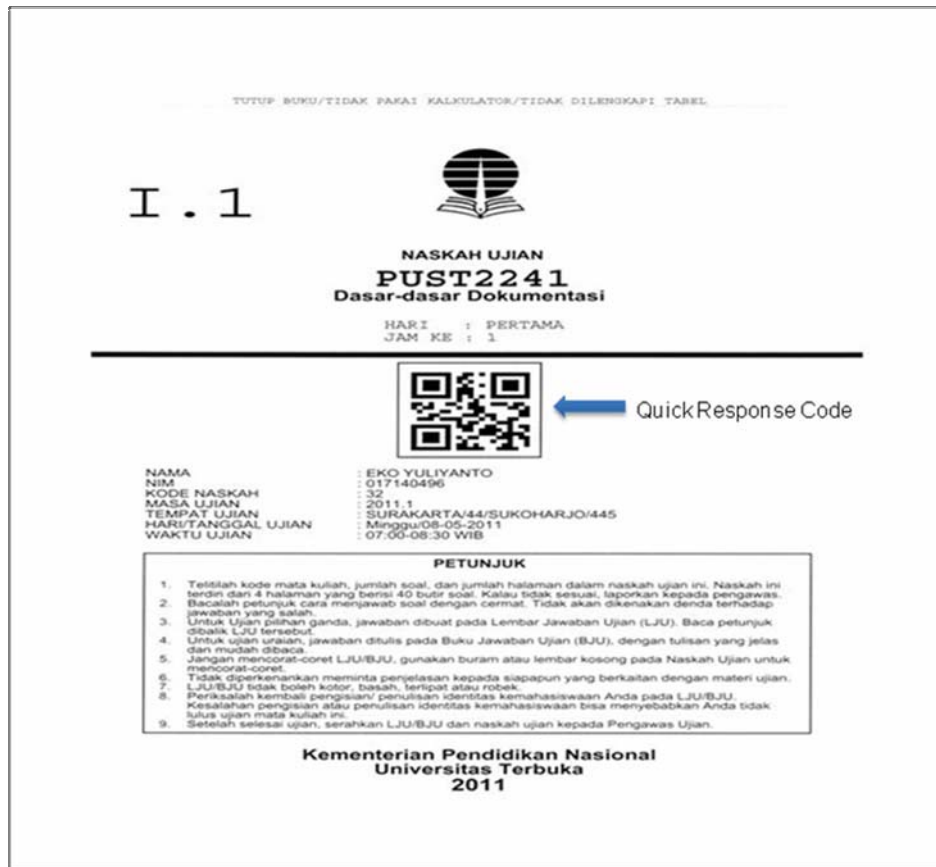 TUTUP BUKU/TIDAK PAKAI KALKULATOR/TIDAK DILENGKAPI TABEL
I.1
NASKAH UJIAN
PUST2241
Dasar-dasar Dokumentasi
HARI : PERTAMA
JAM KE : 1
Quick Response Code
NAMA : EKO YULIYANTO
NIM : 017140496
KODE NASKAH : 32
MASA UJIAN : 2011.1
TEMPAT UJIAN : SURAKARTA/44/SUKOHARJO/445
HARI/TANGGAL UJIAN : Minggu/08-05-2011
WAKTU UJIAN : 07:00-08:30 WIB
PETUNJUK
1. Telitilah kode mata kuliah, jumlah soal, dan jumlah halaman dalam naskah ujian ini. Naskah ini
terdiri dari 4 halaman yang berisi 40 butir soal. Kalau tidak sesuai, laporkan kepada pengawas.
2. Bacalah petunjuk cara menjawab soal dengan cermat. Tidak akan dikenakan denda terhadap
jawaban yang salah.
3. Untuk Ujian pilihan ganda, jawaban dibuat pada Lembar Jawaban Ujian (LJU). Baca petunjuk
dibalik LJU tersebut.
4. Untuk ujian uraian, jawaban ditulis pada Buku Jawaban Ujian (BJU), dengan tulisan yang jelas
dan mudah dibaca.
5. Jangan mencorat-coret LJU/BJU, gunakan buram atau lembar kosong pada Naskah Ujian untuk
mencorat-coret.
6. Tidak diperkenankan meminta penjelasan kepada siapapun yang berkaitan dengan materi ujian.
7. LJU/BJU tidak boleh kotor, basah, terlipat atau robek.
8. Periksalah kembali pengisian/ penulisan identitas kemahasiswaan Anda pada LJU/BJU.
Kesalahan pengisian atau penulisan identitas kemahasiswaan bisa menyebabkan Anda tidak
lulus ujian mata kuliah ini.
9. Setelah selesai ujian, serahkan LJU/BJU dan naskah ujian kepada Pengawas Ujian.
Kementerian Pendidikan Nasional
Universitas Terbuka
2011